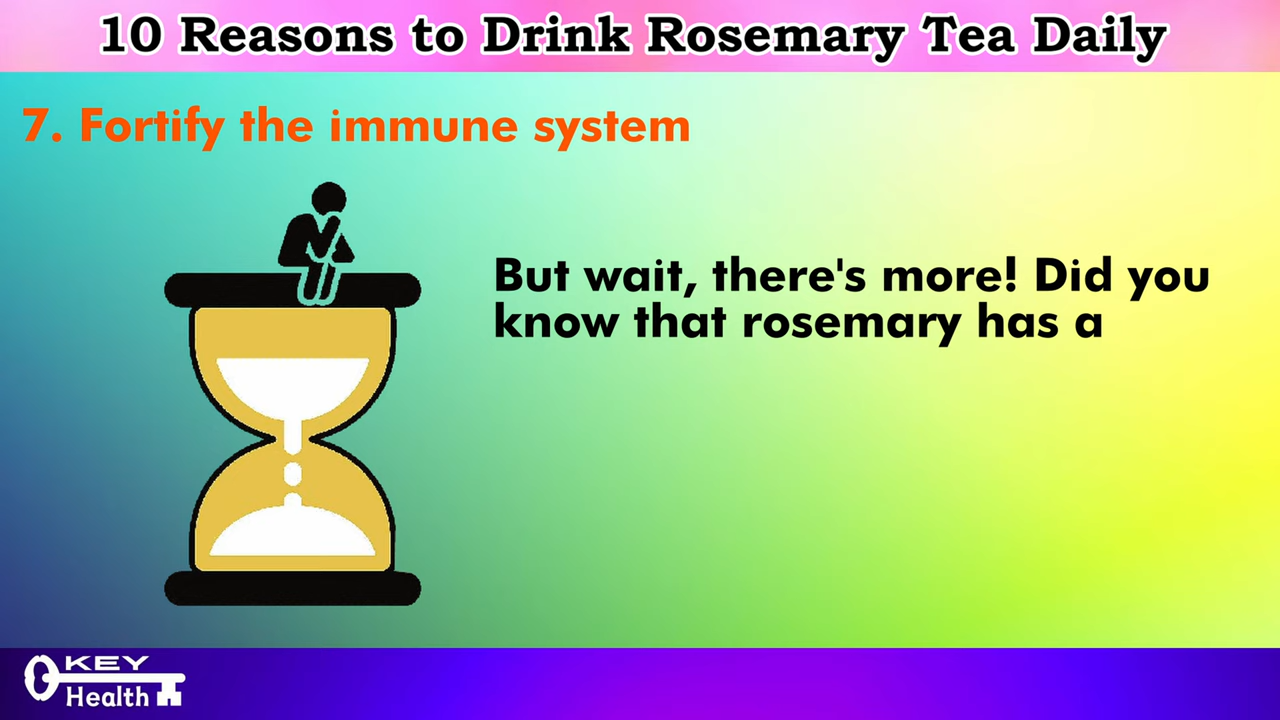 10 Reasons to Drink Rosemary Tea Daily
7. Fortify the immune system
But wait, there's more! Did you
know that rosemary has a
KEY
Health